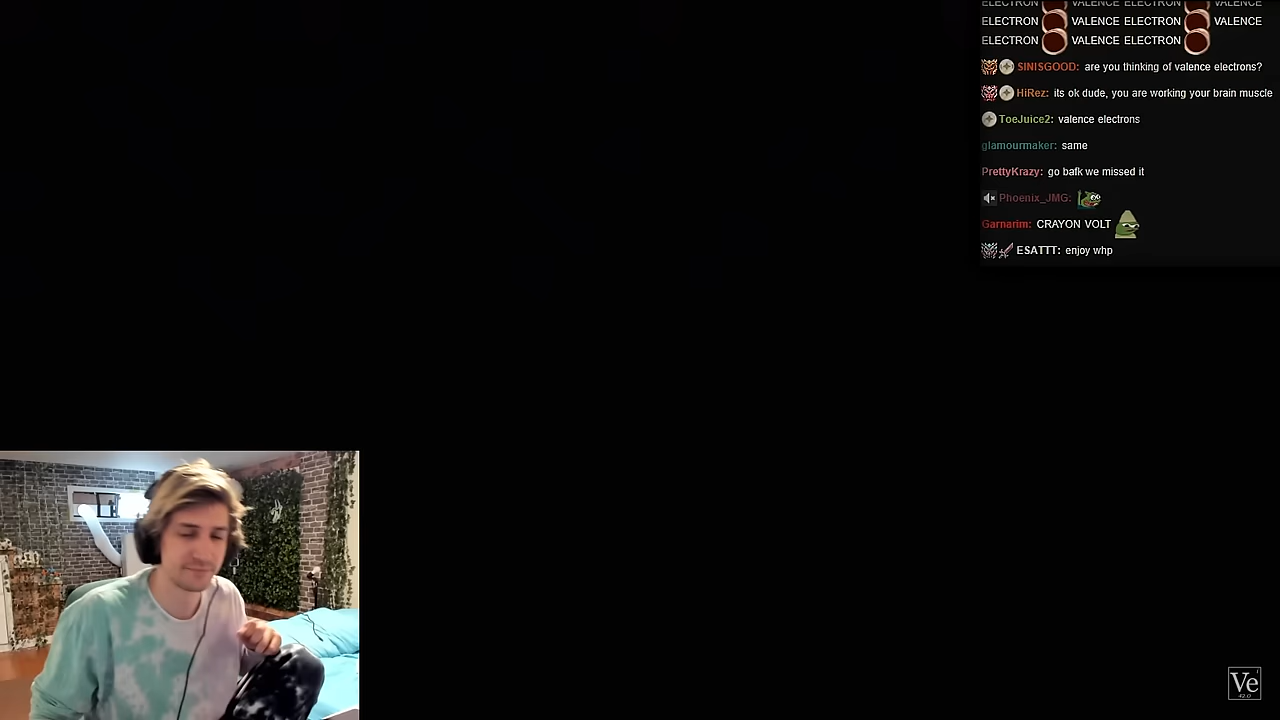 ELECTRON VALENCE ELECTRON VALENCE
ELECTRON VALENCE ELECTRON VALENCE
ELECTRON VALENCE ELECTRON
SINISGOOD: are you thinking of valence electrons?
HiRez: its ok dude, you are working your brain muscle
ToeJuice2: valence electrons
glamourmaker: same
PrettyKrazy: go bafk we missed it
Phoenix_JMG:
Garnarim: CRAYON VOLT
ESATTT: enjoy whp
Ve